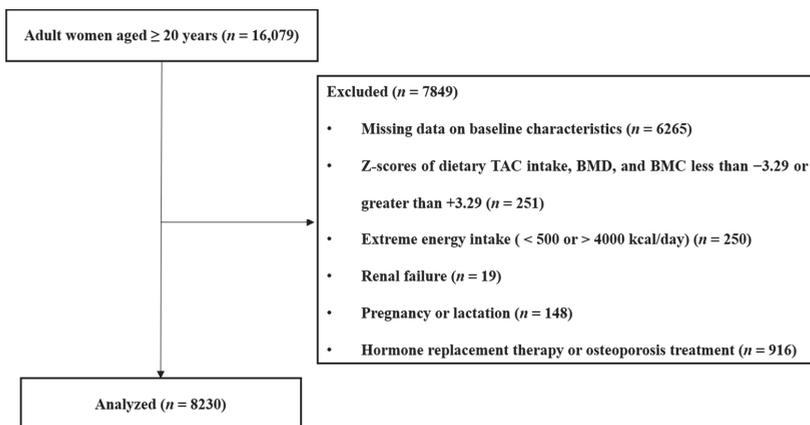 Adult women aged ≥ 20 years (n = 16,079)
Excluded (n = 7849)
• Missing data on baseline characteristics (n = 6265)
• Z-scores of dietary TAC intake, BMD, and BMC less than −3.29 or
greater than +3.29 (n = 251)
• Extreme energy intake ( < 500 or > 4000 kcal/day) (n = 250)
• Renal failure (n = 19)
• Pregnancy or lactation (n = 148)
• Hormone replacement therapy or osteoporosis treatment (n = 916)
Analyzed (n = 8230)